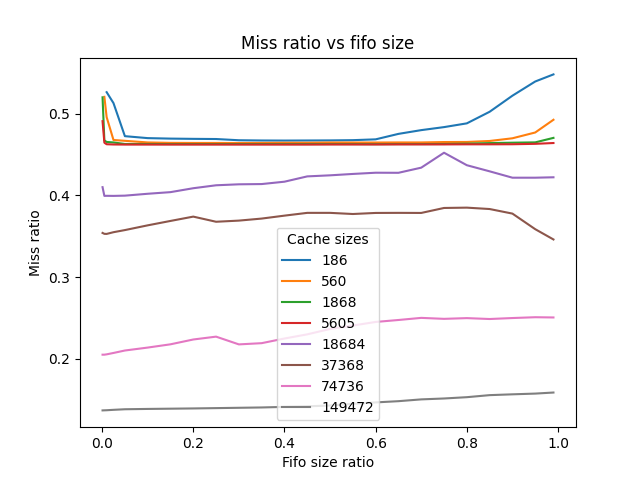 Miss ratio vs fifo size
Miss ratio
0.5
0.4
0.3
0.2
Cache sizes
186
560
1868
5605
18684
37368
74736
149472
0.0 0.2 0.4 0.6 0.8 1.0
Fifo size ratio